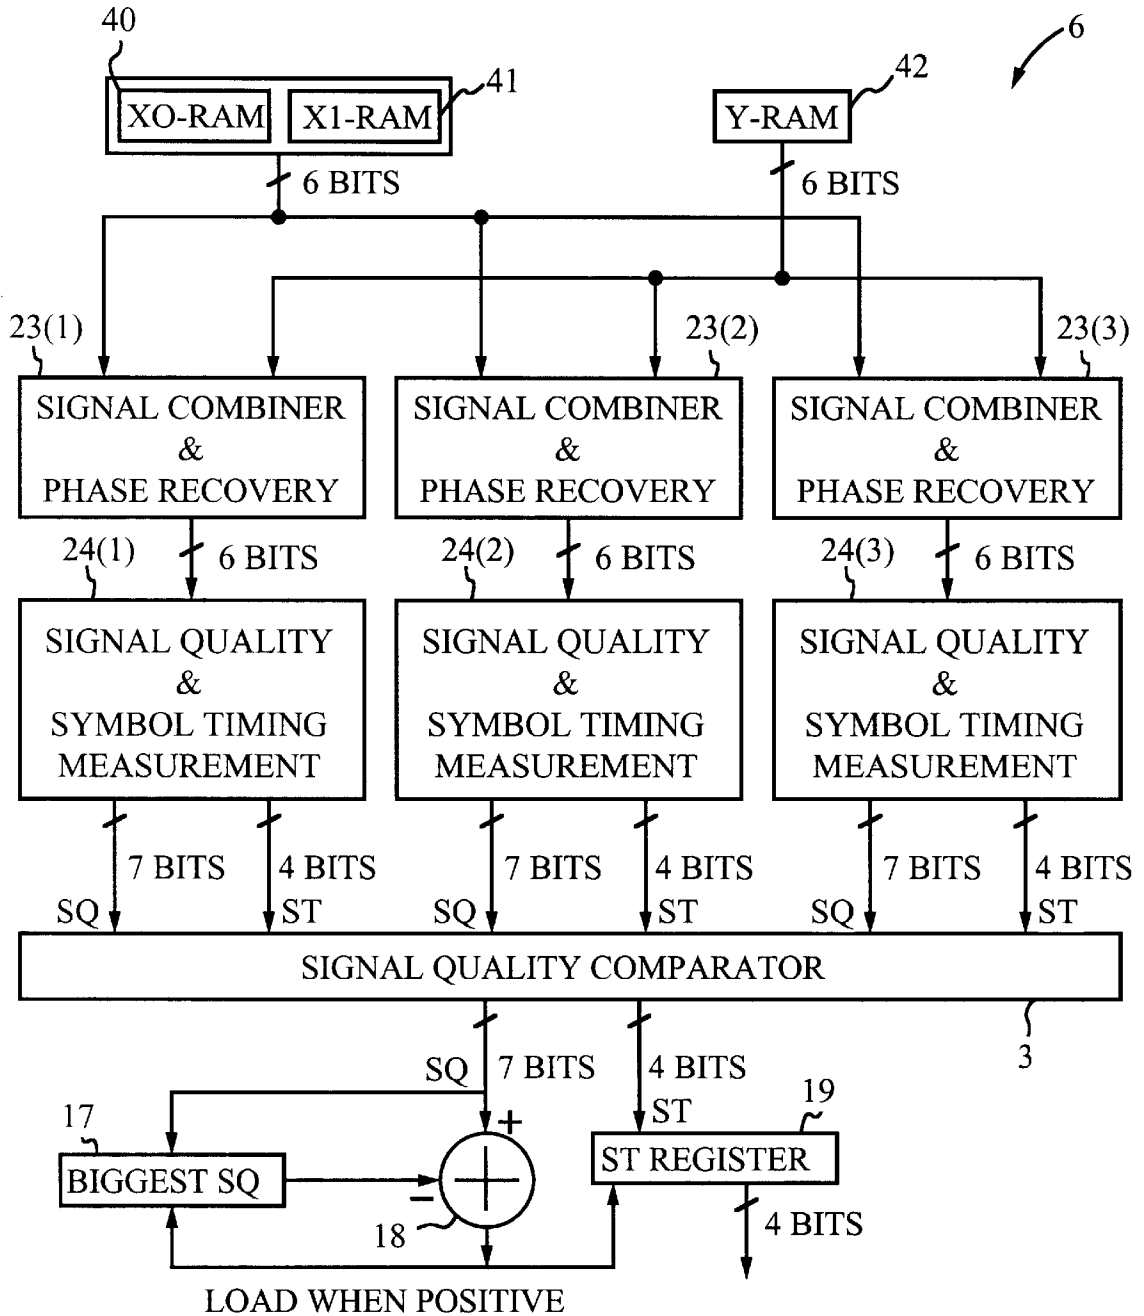 40
6
41
42
XO-RAM
X1-RAM
Y-RAM
6 BITS
6 BITS
23(1)
23(2)
23(3)
SIGNAL COMBINER
&
PHASE RECOVERY
SIGNAL COMBINER
&
PHASE RECOVERY
SIGNAL COMBINER
&
PHASE RECOVERY
24(1)
6 BITS
24(2)
6 BITS
24(3)
6 BITS
SIGNAL QUALITY
&
SYMBOL TIMING
MEASUREMENT
SIGNAL QUALITY
&
SYMBOL TIMING
MEASUREMENT
SIGNAL QUALITY
&
SYMBOL TIMING
MEASUREMENT
7 BITS
4 BITS
7 BITS
4 BITS
7 BITS
4 BITS
SQ
ST
SQ
ST
SQ
ST
SIGNAL QUALITY COMPARATOR
3
SQ
7 BITS
4 BITS
ST
17
+
19
BIGGEST SQ
−
ST REGISTER
18
4 BITS
LOAD WHEN POSITIVE